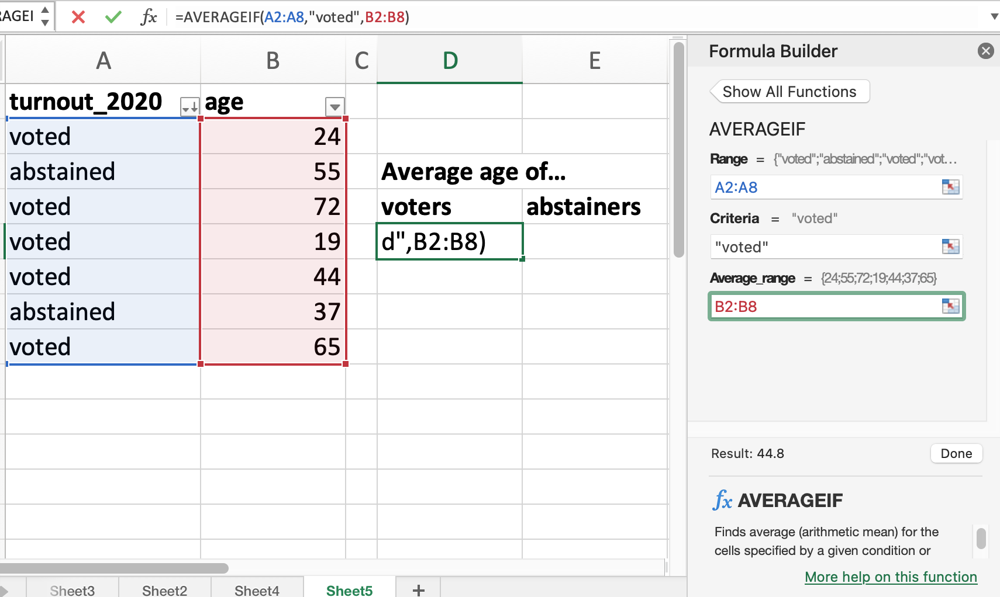 RAGEI fx =AVERAGEIF(A2:A8,"voted",B2:B8)
A B C D E
turnout_2020 age
voted 24
abstained 55 Average age of...
voted 72 voters abstainers
voted 19 d",B2:B8)
voted 44
abstained 37
voted 65
Sheet3 Sheet2 Sheet4 Sheet5 +
Formula Builder
Show All Functions
AVERAGEIF
Range = {"voted";"abstained";"voted";"vot...
A2:A8
Criteria = "voted"
"voted"
Average_range = {24;55;72;19;44;37;65}
B2:B8
Result: 44.8 Done
fx AVERAGEIF
Finds average (arithmetic mean) for the
cells specified by a given condition or
More help on this function